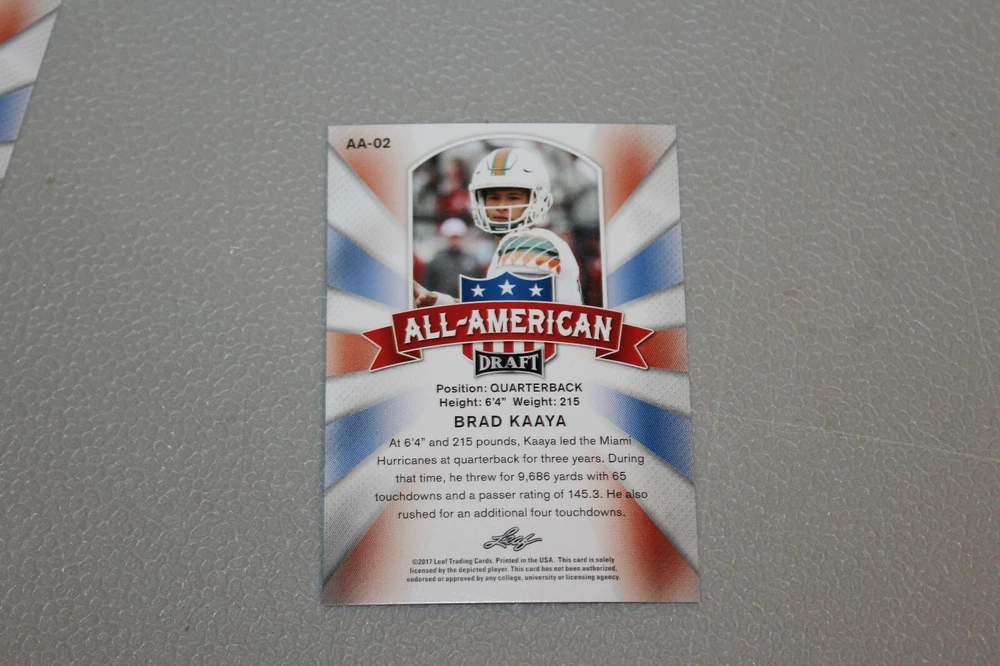 AA-02
ALL-AMERICAN
DRAFT
Position: QUARTERBACK
Height: 6'4" Weight: 215
BRAD KAAYA
At 6'4" and 215 pounds, Kaaya led the Miami
Hurricanes at quarterback for three years. During
that time, he threw for 9,686 yards with 65
touchdowns and a passer rating of 145.3. He also
rushed for an additional four touchdowns.
Leaf
©2017 Leaf Trading Cards. Printed in the USA. This card is solely
licensed by the depicted player. This card has not been authorized,
endorsed or approved by any college, university or licensing agency.